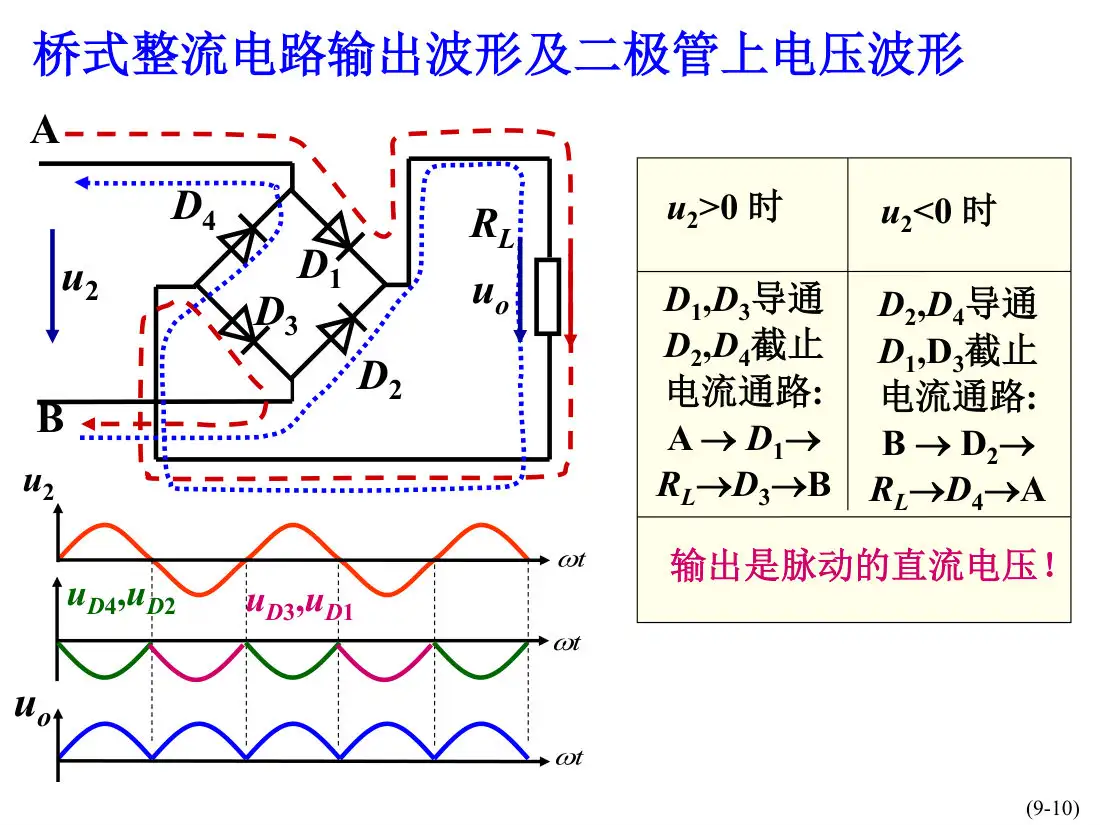 桥式整流电路输出波形及二极管上电压波形
A
D4
D1
RL
u2
uo
D3
D2
B
u2>0 时
u2<0 时
D1,D3导通
D2,D4截止
电流通路:
A → D1→
RL→D3→B
D2,D4导通
D1,D3截止
电流通路:
B → D2→
RL→D4→A
输出是脉动的直流电压!
u2
ωt
uD4,uD2
uD3,uD1
ωt
uo
ωt
(9-10)